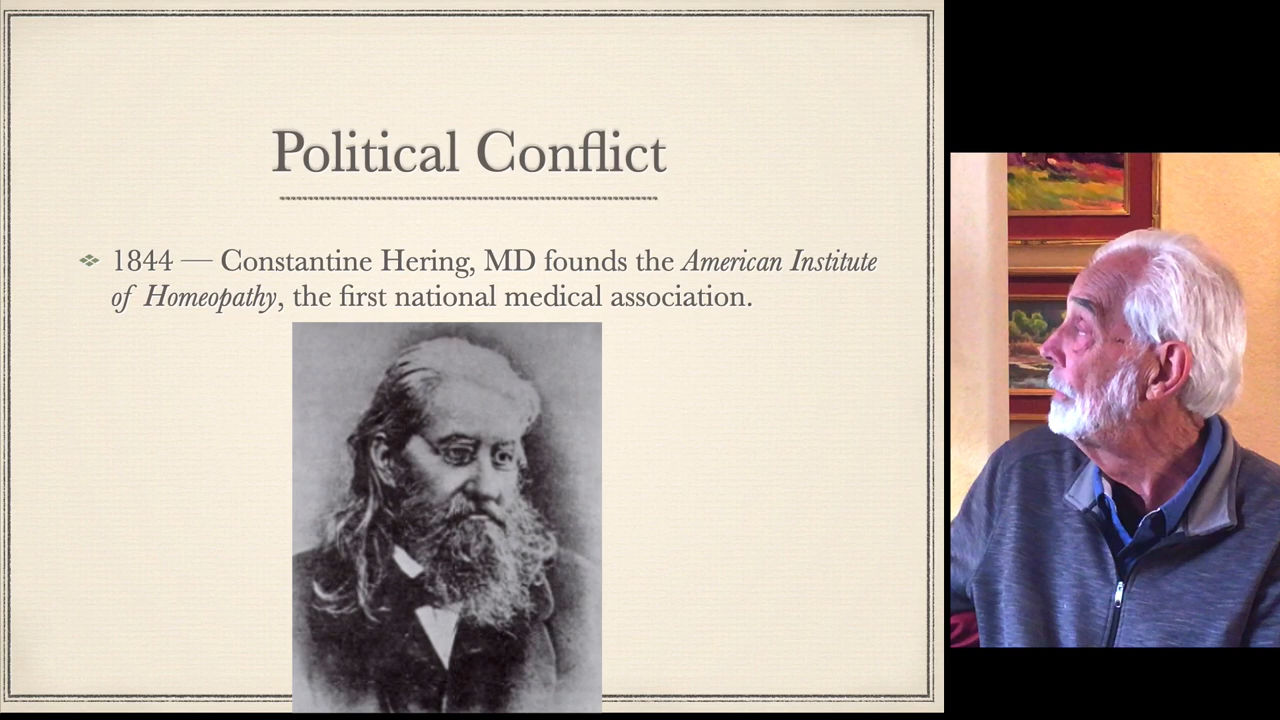 Political Conflict
1844 — Constantine Hering, MD founds the American Institute
of Homeopathy, the first national medical association.